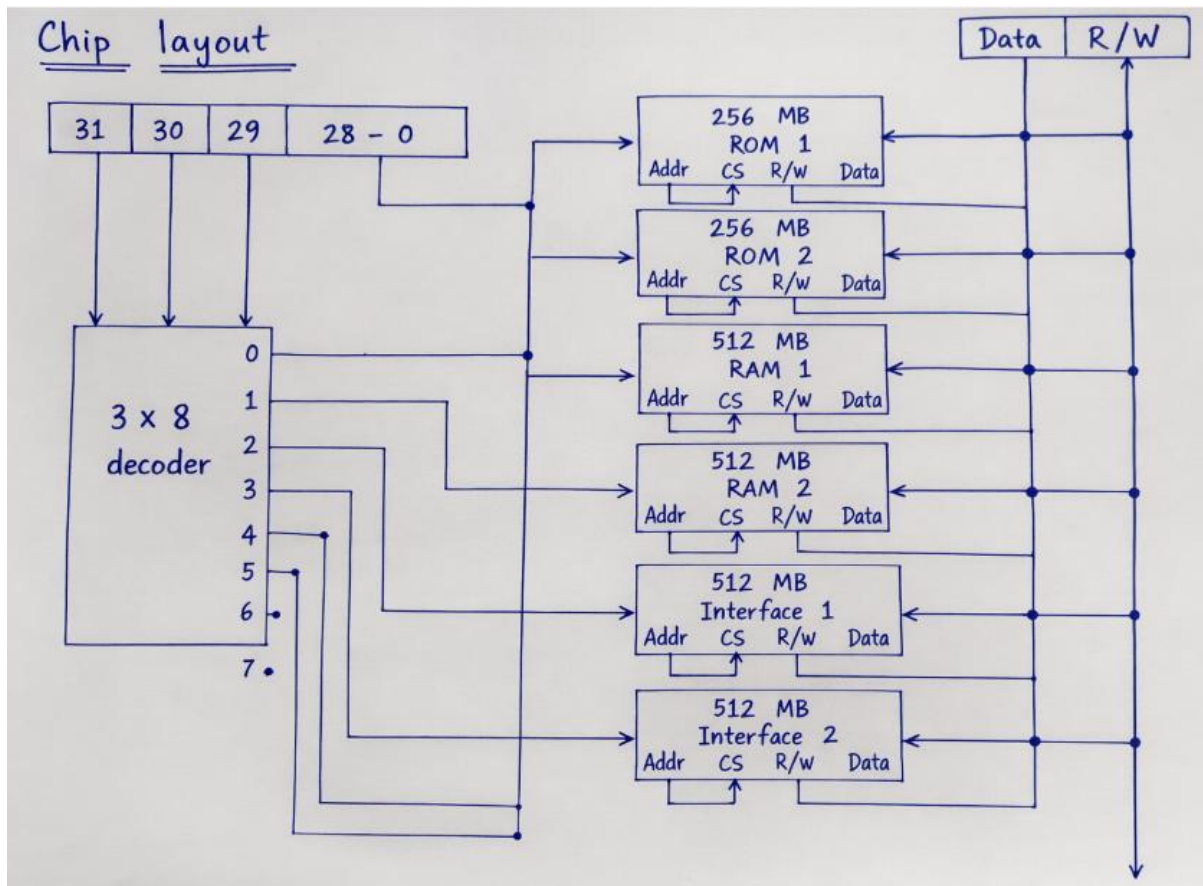 Chip layout
Data R/W
31 30 29 28 - 0
256 MB
ROM 1
Addr CS R/W Data
256 MB
ROM 2
Addr CS R/W Data
512 MB
RAM 1
Addr CS R/W Data
512 MB
RAM 2
Addr CS R/W Data
512 MB
Interface 1
Addr CS R/W Data
512 MB
Interface 2
Addr CS R/W Data
3 x 8
decoder
0
1
2
3
4
5
6
7